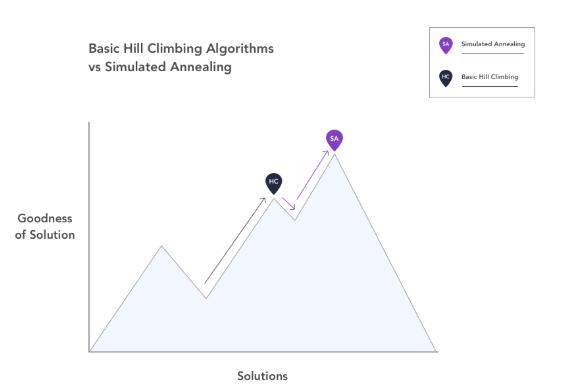 Basic Hill Climbing Algorithms
vs Simulated Annealing
SA Simulated Annealing
HC Basic Hill Climbing
SA
HC
Goodness
of Solution
Solutions